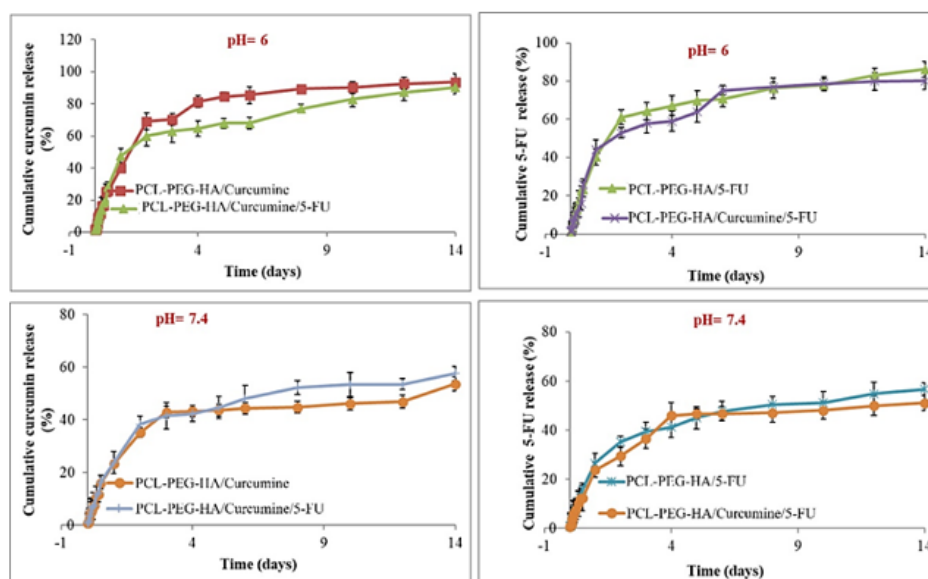 pH= 6
Cumulative curcumin release
(%)
120
100
80
60
40
20
0
PCL-PEG-HA/Curcumine
PCL-PEG-HA/Curcumine/5-FU
-1
4
9
14
Time (days)
pH= 6
Cumulative 5-FU release (%)
100
80
60
40
20
0
PCL-PEG-HA/5-FU
PCL-PEG-HA/Curcumine/5-FU
-1
4
9
14
Time (days)
pH= 7.4
Cumulative curcumin release
(%)
80
60
40
20
0
PCL-PEG-HA/Curcumine
PCL-PEG-HA/Curcumine/5-FU
-1
4
9
14
Time (days)
pH= 7.4
Cumulative 5-FU release (%)
80
60
40
20
0
PCL-PEG-HA/5-FU
PCL-PEG-HA/Curcumine/5-FU
-1
4
9
14
Time (days)